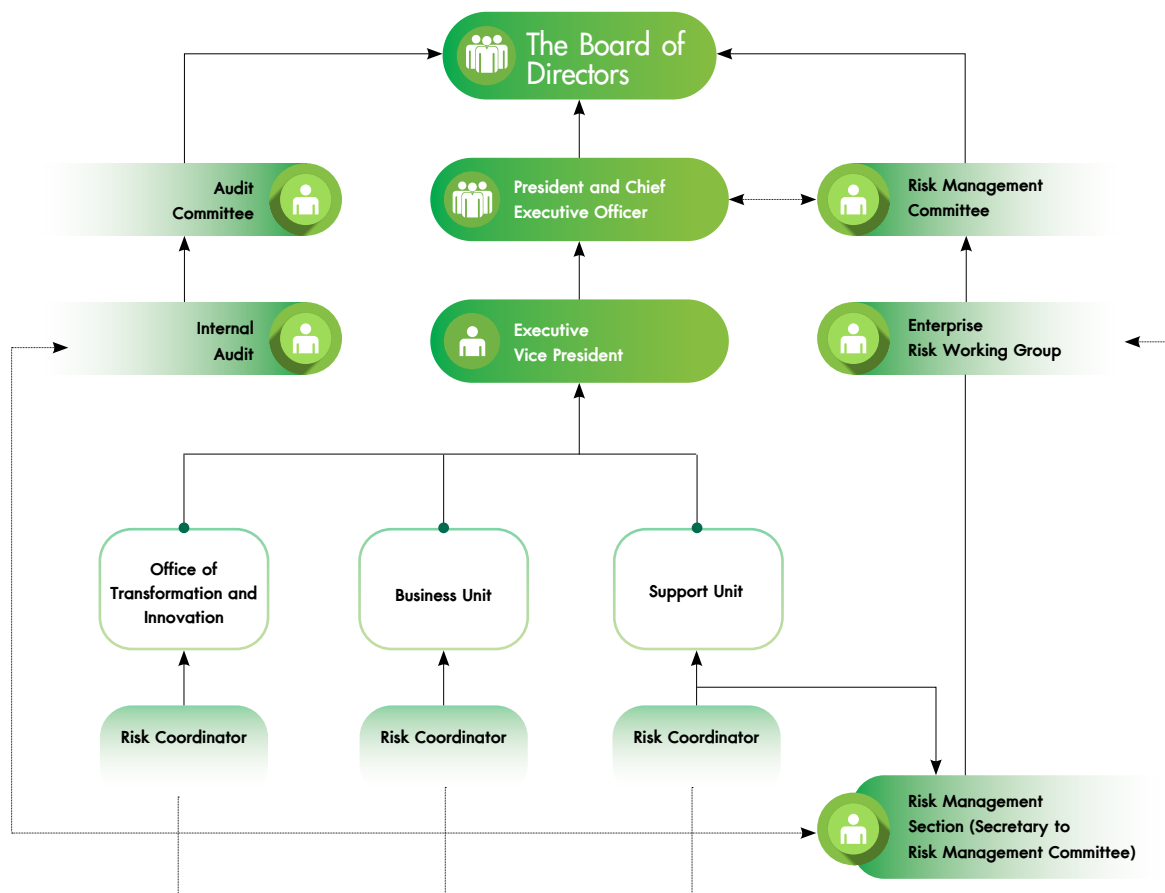 The Board of
Directors
Audit
Committee
President and Chief
Executive Officer
Risk Management
Committee
Internal
Audit
Executive
Vice President
Enterprise
Risk Working Group
Office of
Transformation and
Innovation
Business Unit
Support Unit
Risk Coordinator
Risk Coordinator
Risk Coordinator
Risk Management
Section (Secretary to
Risk Management Committee)